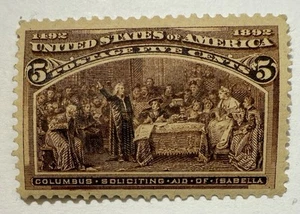 1492 1892
UNITED STATES OF AMERICA.
5 POSTAGE FIVE CENTS 5
COLUMBUS SOLICITING AID OF ISABELLA